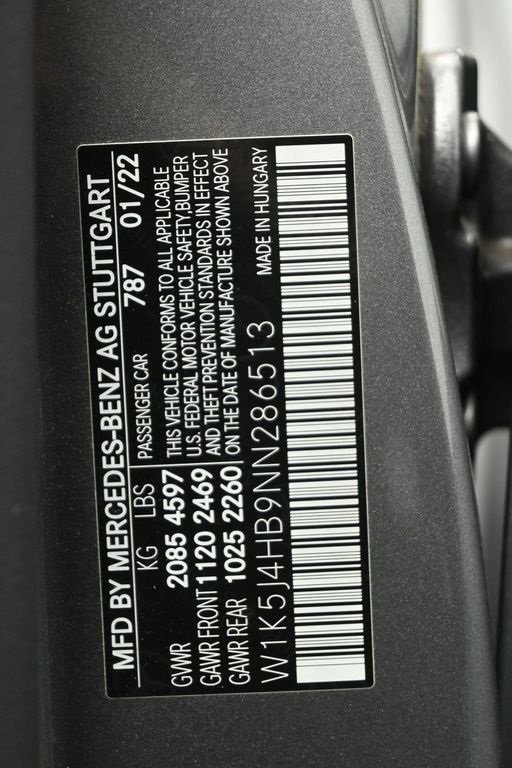 MFD BY MERCEDES-BENZ AG STUTTGART
KG LBS PASSENGER CAR 787 01/22
GVWR 2085 4597 THIS VEHICLE CONFORMS TO ALL APPLICABLE
U.S. FEDERAL MOTOR VEHICLE SAFETY,BUMPER
GAWR FRONT 1120 2469 AND THEFT PREVENTION STANDARDS IN EFFECT
GAWR REAR 1025 2260 ON THE DATE OF MANUFACTURE SHOWN ABOVE
W1K5J4HB9NN286513 MADE IN HUNGARY